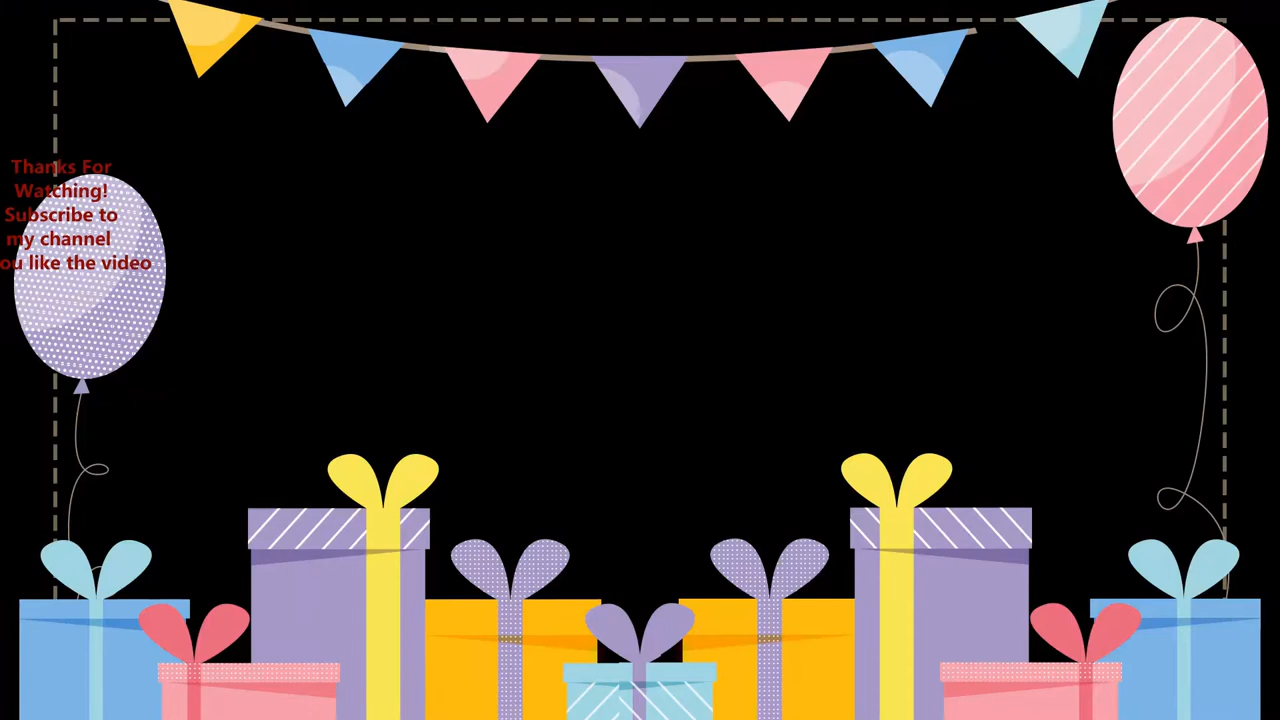 Thanks For
Watching!
Subscribe to
my channel
ou like the video